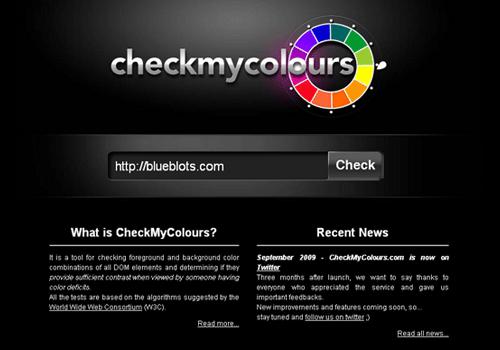 checkmycolours
http://blueblots.com
Check
What is CheckMyColours?
It is a tool for checking foreground and background color
combinations of all DOM elements and determining if they
provide sufficient contrast when viewed by someone having
color deficits.
All the tests are based on the algorithms suggested by the
World Wide Web Consortium (W3C).
Read more...
Recent News
September 2009 - CheckMyColours.com is now on
Twitter
Three months after launch, we want to say thanks to
everyone who appreciated the service and gave us
important feedbacks.
New improvements and features coming soon, so...
stay tuned and follow us on twitter ;)
Read all news...